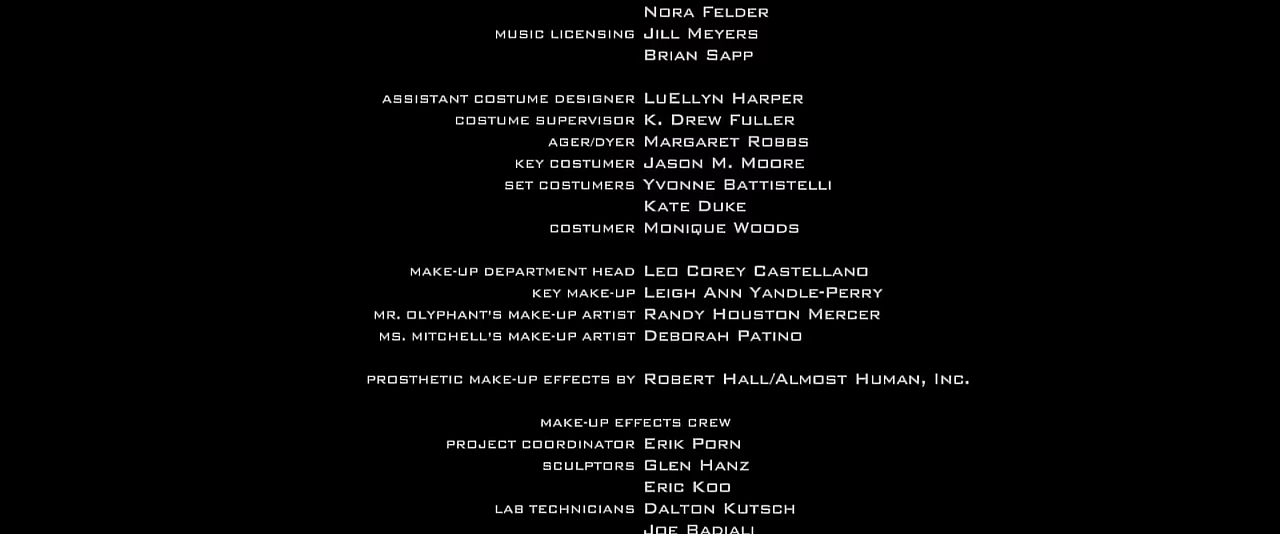 Nora Felder
music licensing Jill Meyers
Brian Sapp
assistant costume designer LuEllyn Harper
costume supervisor K. Drew Fuller
ager/dyer Margaret Robbs
key costumer Jason M. Moore
set costumers Yvonne Battistelli
Kate Duke
costumer Monique Woods
make-up department head Leo Corey Castellano
key make-up Leigh Ann Yandle-Perry
mr. olyphant's make-up artist Randy Houston Mercer
ms. mitchell's make-up artist Deborah Patino
prosthetic make-up effects by Robert Hall/Almost Human, Inc.
make-up effects crew
project coordinator Erik Porn
sculptors Glen Hanz
Eric Koo
lab technicians Dalton Kutsch
Joe Badiali